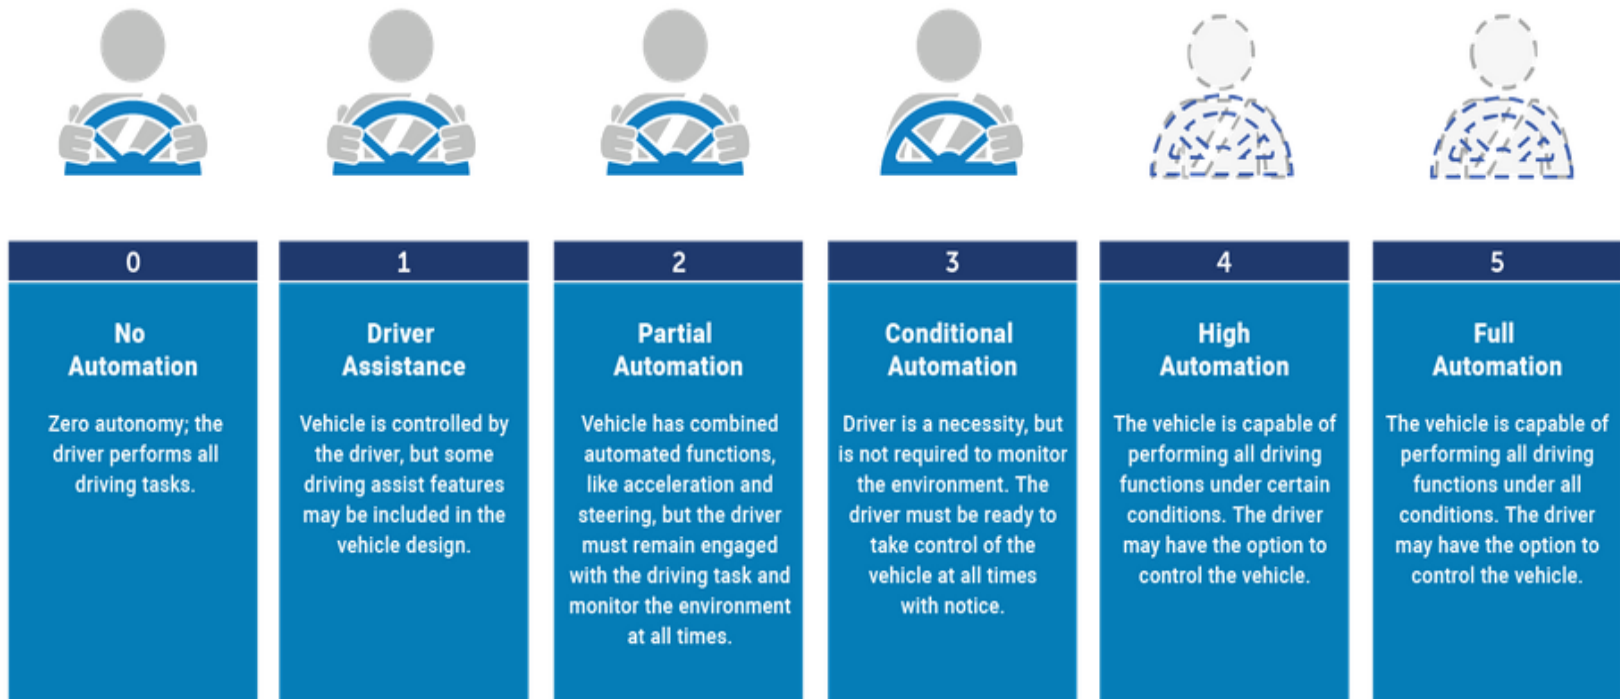 0
No
Automation
Zero autonomy; the
driver performs all
driving tasks.
1
Driver
Assistance
Vehicle is controlled by
the driver, but some
driving assist features
may be included in the
vehicle design.
2
Partial
Automation
Vehicle has combined
automated functions,
like acceleration and
steering, but the driver
must remain engaged
with the driving task and
monitor the environment
at all times.
3
Conditional
Automation
Driver is a necessity, but
is not required to monitor
the environment. The
driver must be ready to
take control of the
vehicle at all times
with notice.
4
High
Automation
The vehicle is capable of
performing all driving
functions under certain
conditions. The driver
may have the option to
control the vehicle.
5
Full
Automation
The vehicle is capable of
performing all driving
functions under all
conditions. The driver
may have the option to
control the vehicle.